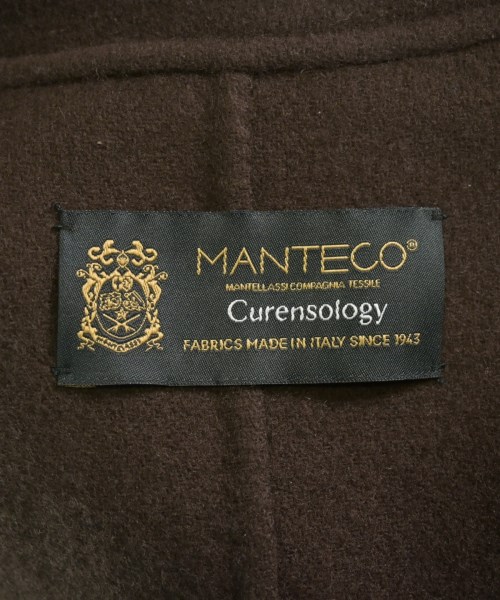 MANTECO®
MANTELLASSI COMPAGNIA TESSILE
Curensology
FABRICS MADE IN ITALY SINCE 1943